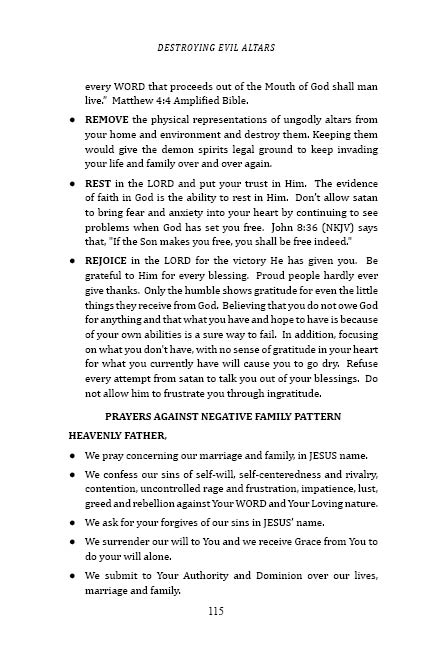 DESTROYING EVIL ALTARS
every WORD that proceeds out of the Mouth of God shall man
live.” Matthew 4:4 Amplified Bible.
● REMOVE the physical representations of ungodly altars from
your home and environment and destroy them. Keeping them
would give the demon spirits legal ground to keep invading
your life and family over and over again.
● REST in the LORD and put your trust in Him. The evidence
of faith in God is the ability to rest in Him. Don't allow satan
to bring fear and anxiety into your heart by continuing to see
problems when God has set you free. John 8:36 (NKJV) says
that, "If the Son makes you free, you shall be free indeed."
● REJOICE in the LORD for the victory He has given you. Be
grateful to Him for every blessing. Proud people hardly ever
give thanks. Only the humble shows gratitude for even the little
things they receive from God. Believing that you do not owe God
for anything and that what you have and hope to have is because
of your own abilities is a sure way to fail. In addition, focusing
on what you don't have, with no sense of gratitude in your heart
for what you currently have will cause you to go dry. Refuse
every attempt from satan to talk you out of your blessings. Do
not allow him to frustrate you through ingratitude.
PRAYERS AGAINST NEGATIVE FAMILY PATTERN
HEAVENLY FATHER,
● We pray concerning our marriage and family, in JESUS name.
● We confess our sins of self-will, self-centeredness and rivalry,
contention, uncontrolled rage and frustration, impatience, lust,
greed and rebellion against Your WORD and Your Loving nature.
● We ask for your forgives of our sins in JESUS' name.
● We surrender our will to You and we receive Grace from You to
do your will alone.
● We submit to Your Authority and Dominion over our lives,
marriage and family.
115